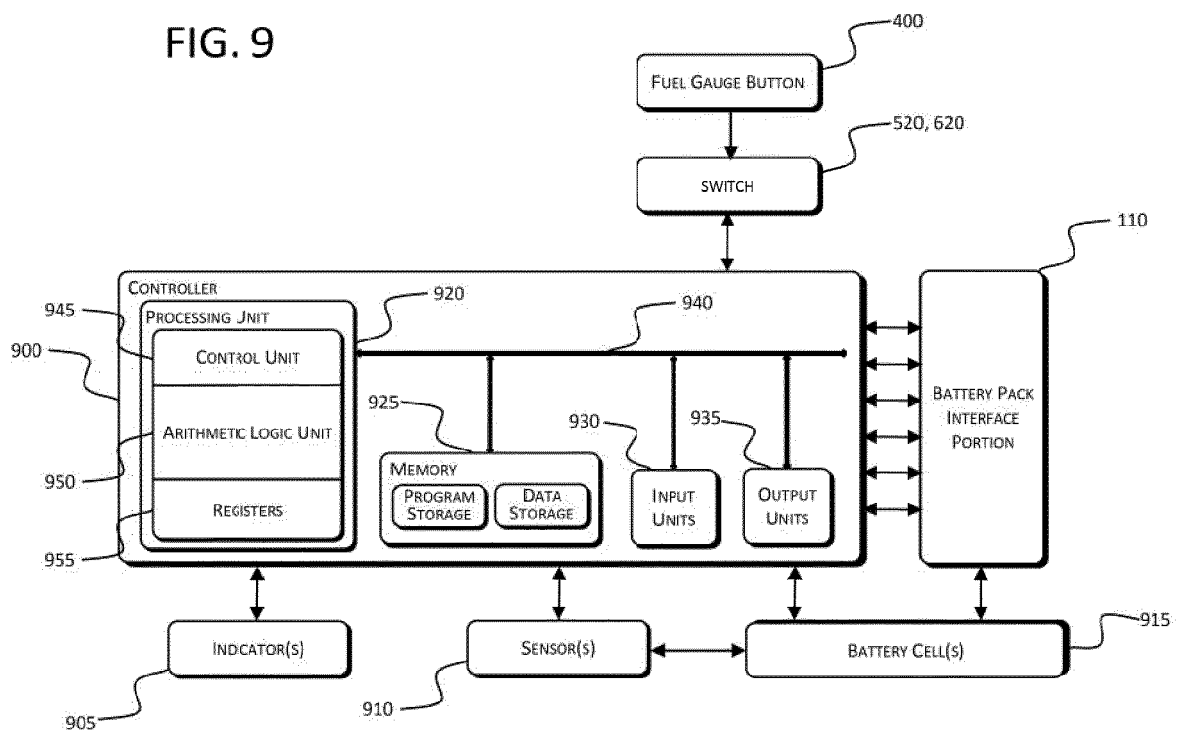 FIG. 9
400
FUEL GAUGE BUTTON
520, 620
SWITCH
110
CONTROLLER
PROCESSING JNIT
945
920
940
900
CONTROL UNIT
925
930
935
BATTERY PACK
INTERFACE
PORTION
ARITHMETIC LOGIC UNIT
950
MEMORY
PROGRAM
STORAGE
DATA
STORAGE
INPUT
UNITS
OUTPUT
UNITS
REGISTERS
955
INDCATOR(S)
SENSOR(S)
BATTERY CELL(S)
915
905
910